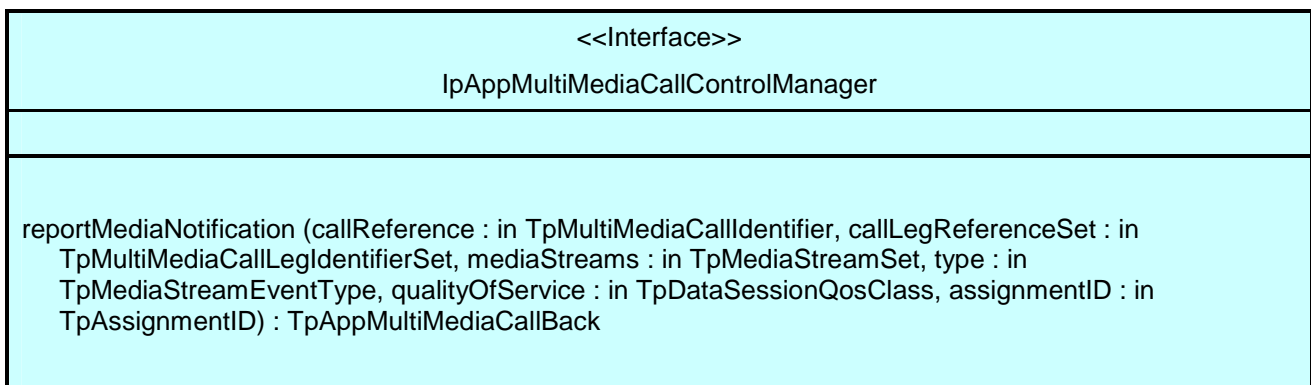 <<Interface>>
IpAppMultiMediaCallControlManager
reportMediaNotification (callReference : in TpMultiMediaCallIdentifier, callLegReferenceSet : in
TpMultiMediaCallLegIdentifierSet, mediaStreams : in TpMediaStreamSet, type : in
TpMediaStreamEventType, qualityOfService : in TpDataSessionQosClass, assignmentID : in
TpAssignmentID) : TpAppMultiMediaCallBack